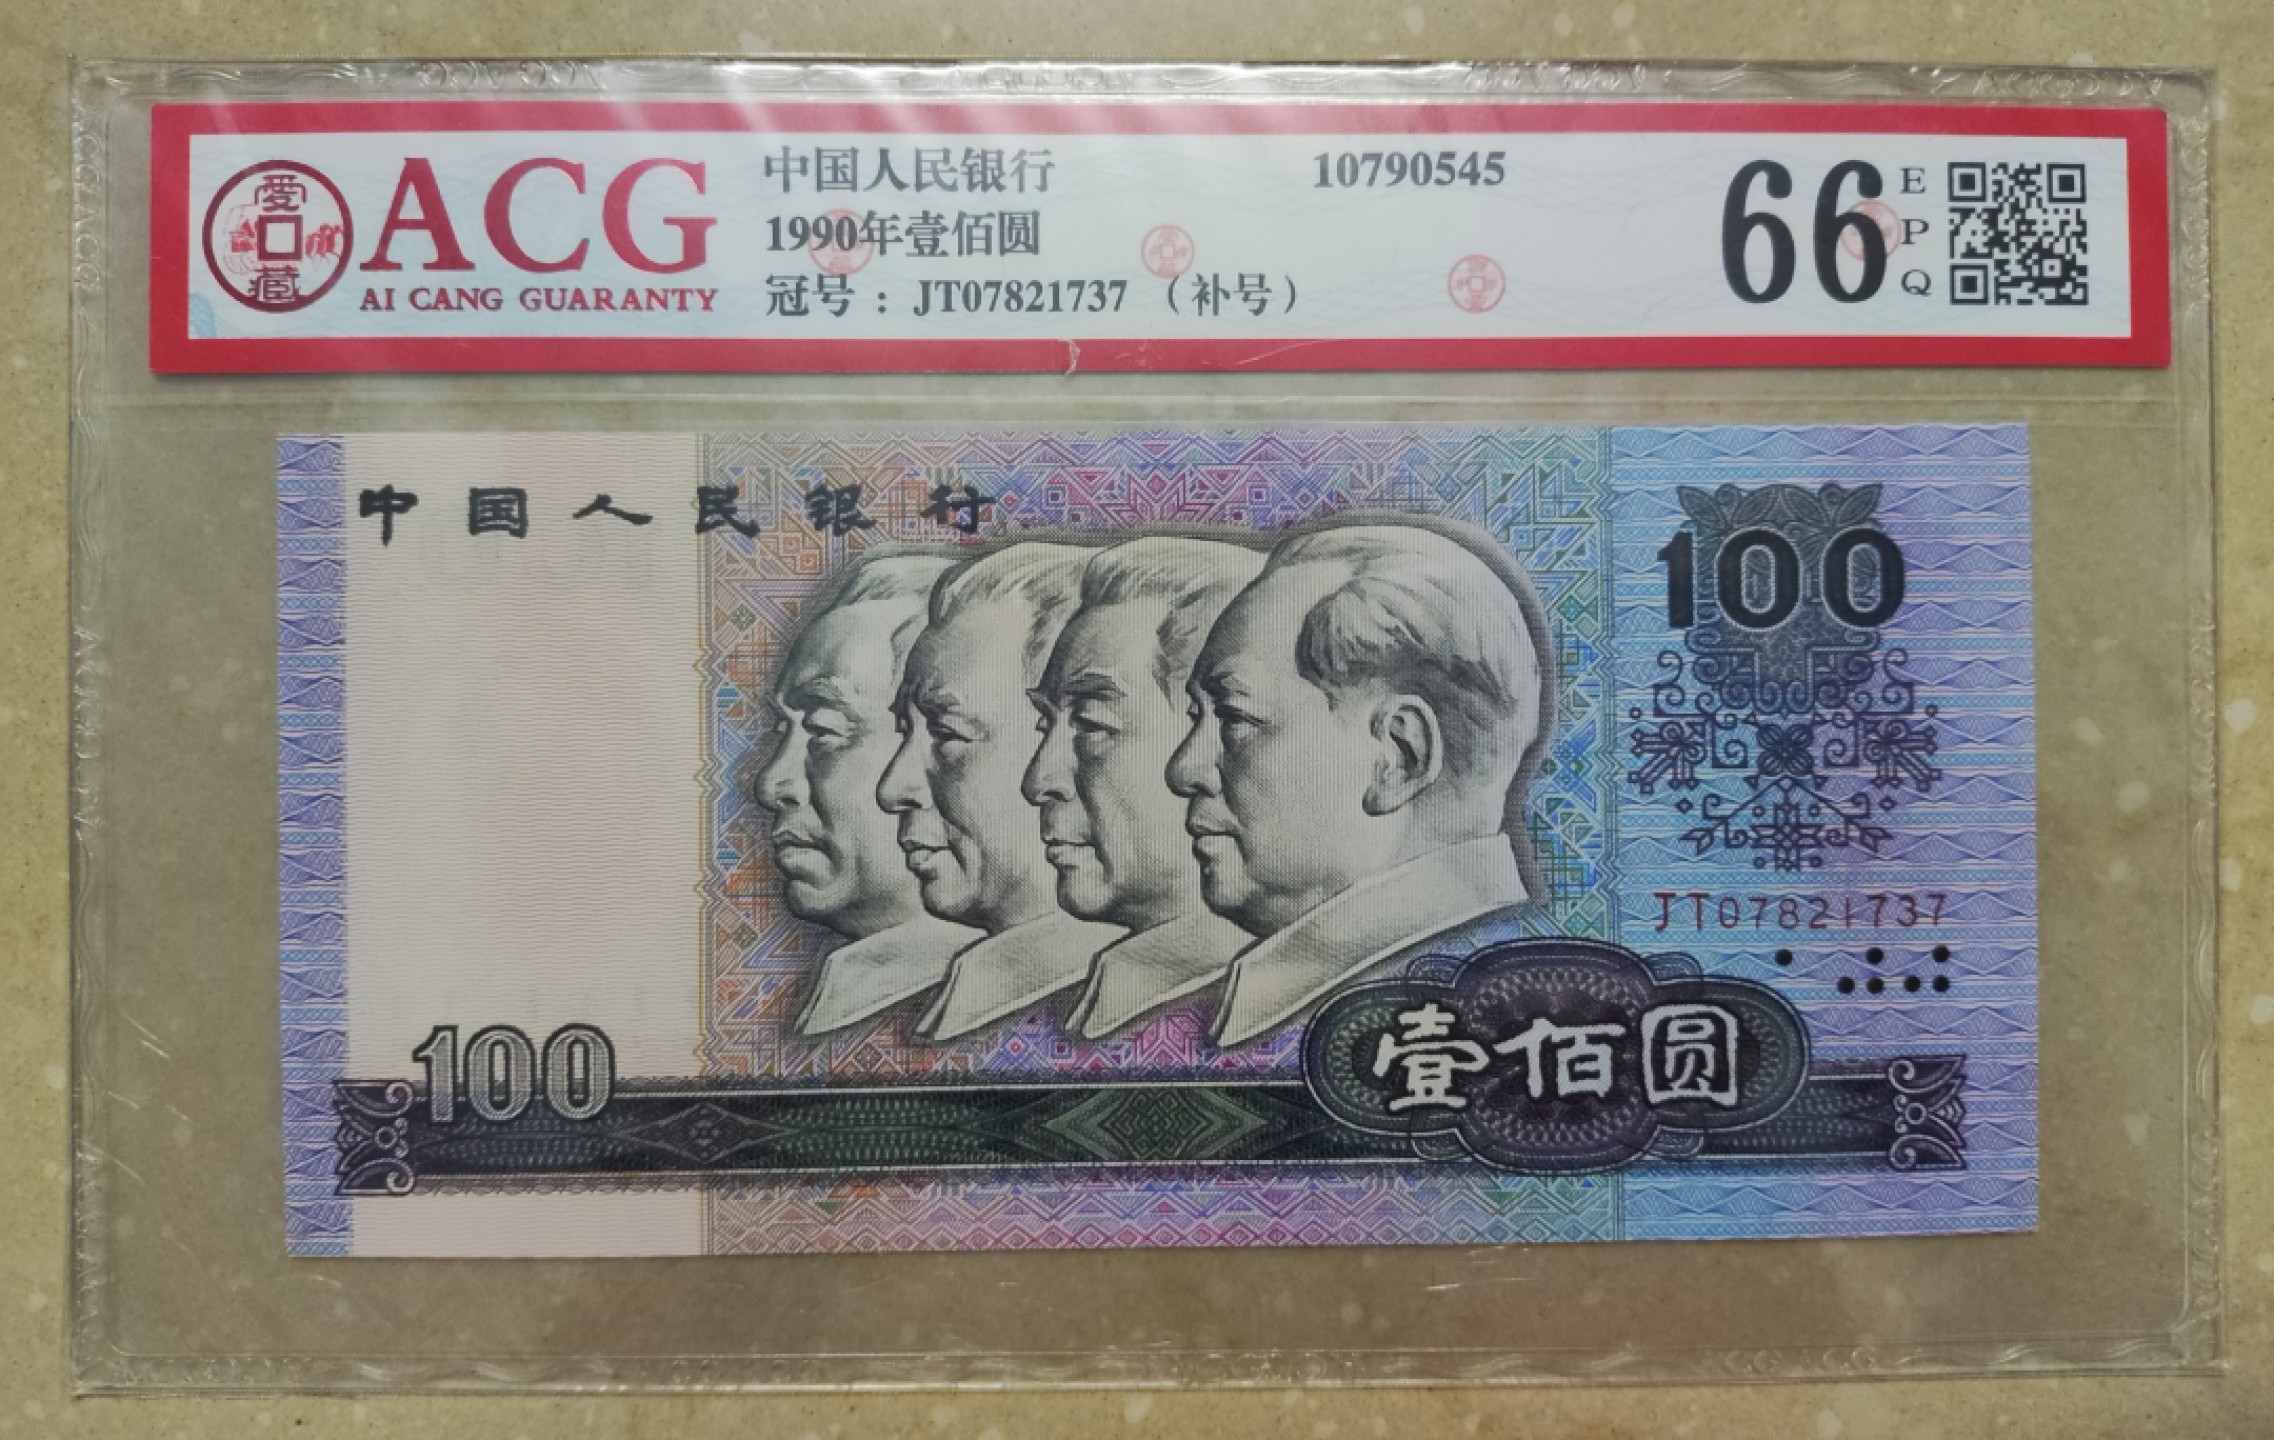 愛藏
ACG
AI CANG GUARANTY
中国人民银行 10790545
1990年壹佰圆
冠号：JT07821737（补号）
66 EPQ
中国人民银行
100
JT07821737
100
壹佰圆